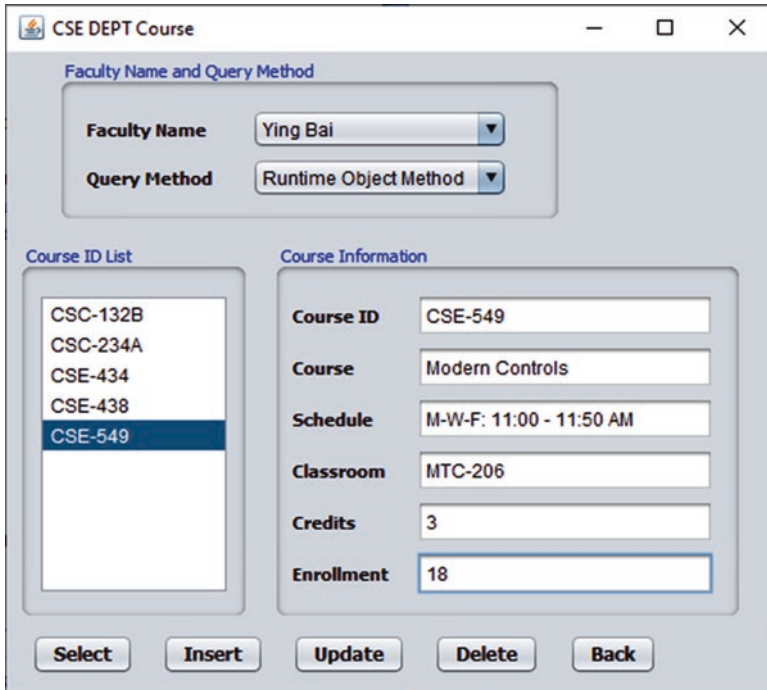 CSE DEPT Course
Faculty Name and Query Method
Faculty Name Ying Bai
Query Method Runtime Object Method
Course ID List
CSC-132B
CSC-234A
CSE-434
CSE-438
CSE-549
Course Information
Course ID CSE-549
Course Modern Controls
Schedule M-W-F: 11:00 - 11:50 AM
Classroom MTC-206
Credits 3
Enrollment 18
Select Insert Update Delete Back